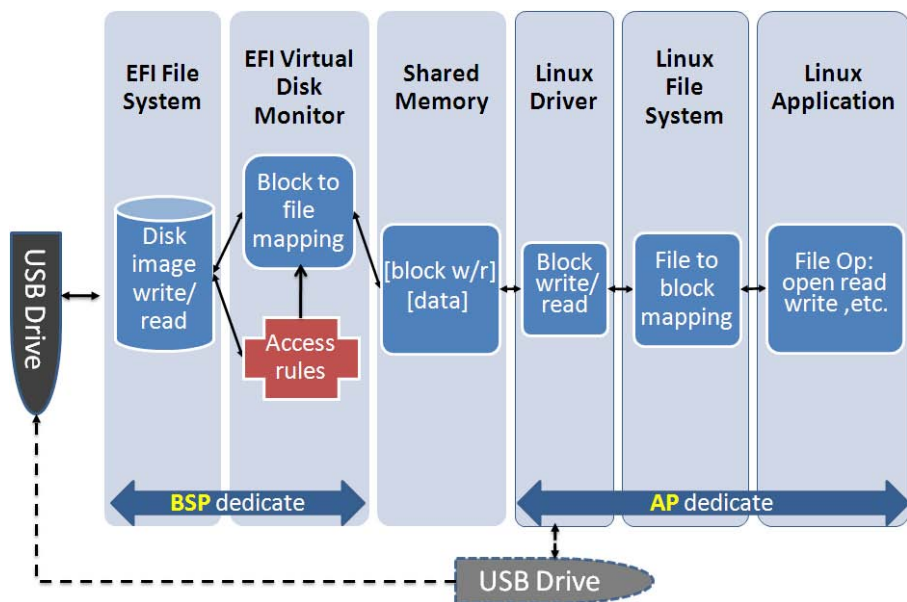 EFI File
System
EFI Virtual
Disk
Monitor
Shared
Memory
Linux
Driver
Linux
File
System
Linux
Application
USB Drive
Disk
image
write/
read
Block to
file
mapping
Access
rules
[block w/r]
[data]
Block
write/
read
File to
block
mapping
File Op:
open read
write ,etc.
BSP dedicate
AP dedicate
USB Drive